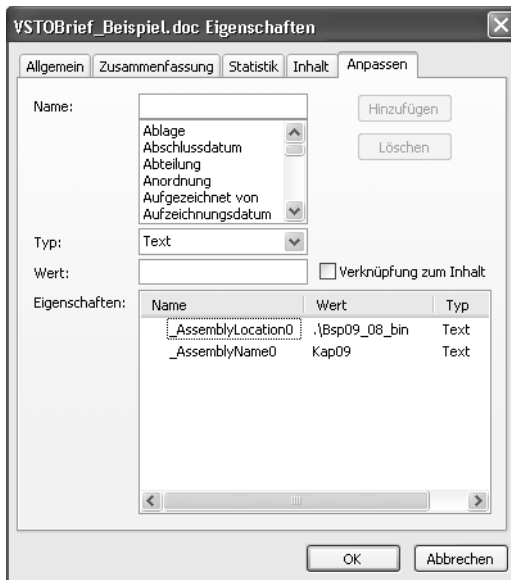 VSTOBrief_Beispiel.doc Eigenschaften
Allgemein Zusammenfassung Statistik Inhalt Anpassen
Name: Hinzufügen
Ablage
Abschlussdatum Löschen
Abteilung
Anordnung
Aufgezeichnet von
Aufzeichnungsdatum
Typ: Text
Wert: Verknüpfung zum Inhalt
Eigenschaften: Name Wert Typ
_AssemblyLocation0 .\Bsp09_08_bin Text
_AssemblyName0 Kap09 Text
OK Abbrechen